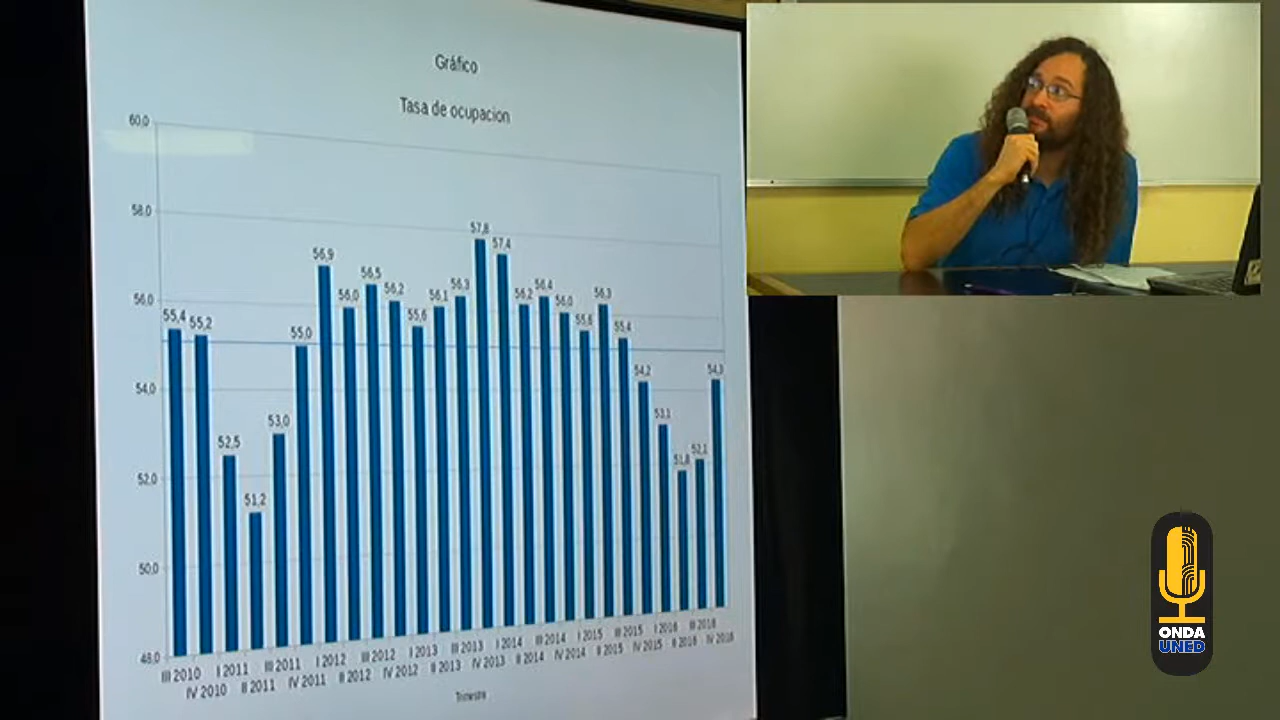 Gráfico
Tasa de ocupacion
60,0
58,0
56,0
54,0
52,0
50,0
48,0
55,4 55,2 52,5 51,2 53,0 55,0 56,9 56,0 56,5 56,2 55,6 56,1 56,3 57,8 57,4 56,2 56,4 56,0 55,6 56,3 55,4 54,2 53,1 51,8 52,1 54,3
III 2010 I 2011 III 2011 I 2012 III 2012 I 2013 III 2013 I 2014 III 2014 I 2015 III 2015 I 2016 III 2016
IV 2010 II 2011 IV 2011 II 2012 IV 2012 II 2013 IV 2013 II 2014 IV 2014 II 2015 IV 2015 II 2016 IV 2016
Trimestre
ONDA
UNED